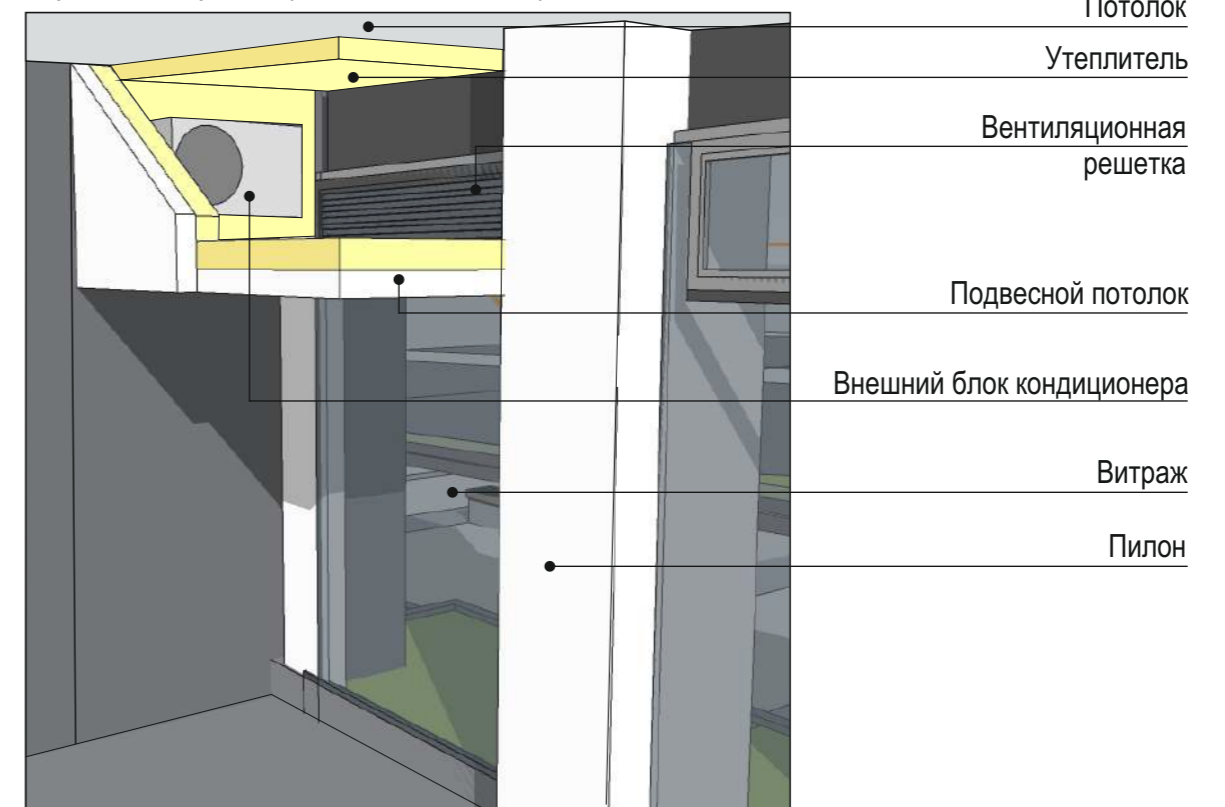 Потолок
Утеплитель
Вентиляционная
решетка
Подвесной потолок
Внешний блок кондиционера
Витраж
Пилон